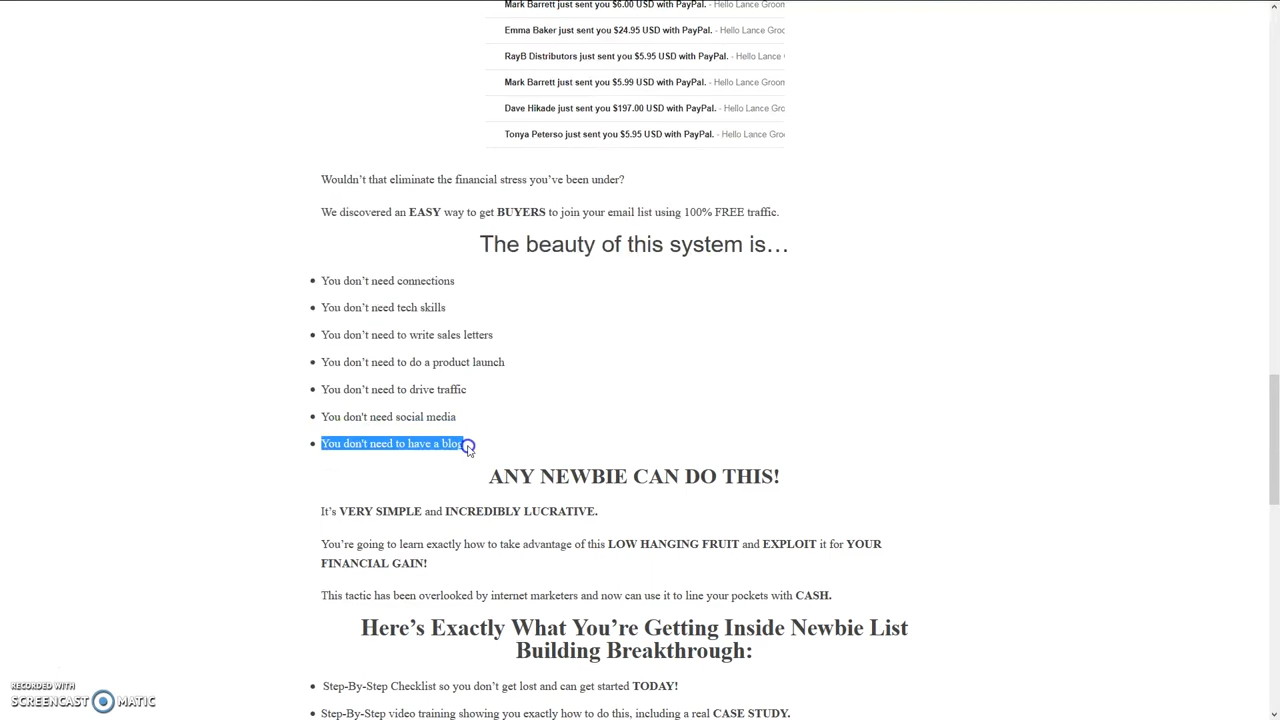 Mark Barrett just sent you $6.00 USD with PayPal. - Hello Lance Groo
Emma Baker just sent you $24.95 USD with PayPal. - Hello Lance Groo
RayB Distributors just sent you $5.95 USD with PayPal. - Hello Lance
Mark Barrett just sent you $5.99 USD with PayPal. - Hello Lance Groo
Dave Hikade just sent you $197.00 USD with PayPal. - Hello Lance Gro
Tonya Peterso just sent you $5.95 USD with PayPal. - Hello Lance Gro
Wouldn’t that eliminate the financial stress you’ve been under?
We discovered an EASY way to get BUYERS to join your email list using 100% FREE traffic.
The beauty of this system is…
• You don’t need connections
• You don’t need tech skills
• You don’t need to write sales letters
• You don’t need to do a product launch
• You don’t need to drive traffic
• You don't need social media
• You don't need to have a blog
ANY NEWBIE CAN DO THIS!
It’s VERY SIMPLE and INCREDIBLY LUCRATIVE.
You’re going to learn exactly how to take advantage of this LOW HANGING FRUIT and EXPLOIT it for YOUR
FINANCIAL GAIN!
This tactic has been overlooked by internet marketers and now can use it to line your pockets with CASH.
Here’s Exactly What You’re Getting Inside Newbie List
Building Breakthrough:
• Step-By-Step Checklist so you don’t get lost and can get started TODAY!
• Step-By-Step video training showing you exactly how to do this, including a real CASE STUDY.
RECORDED WITH
SCREENCAST MATIC